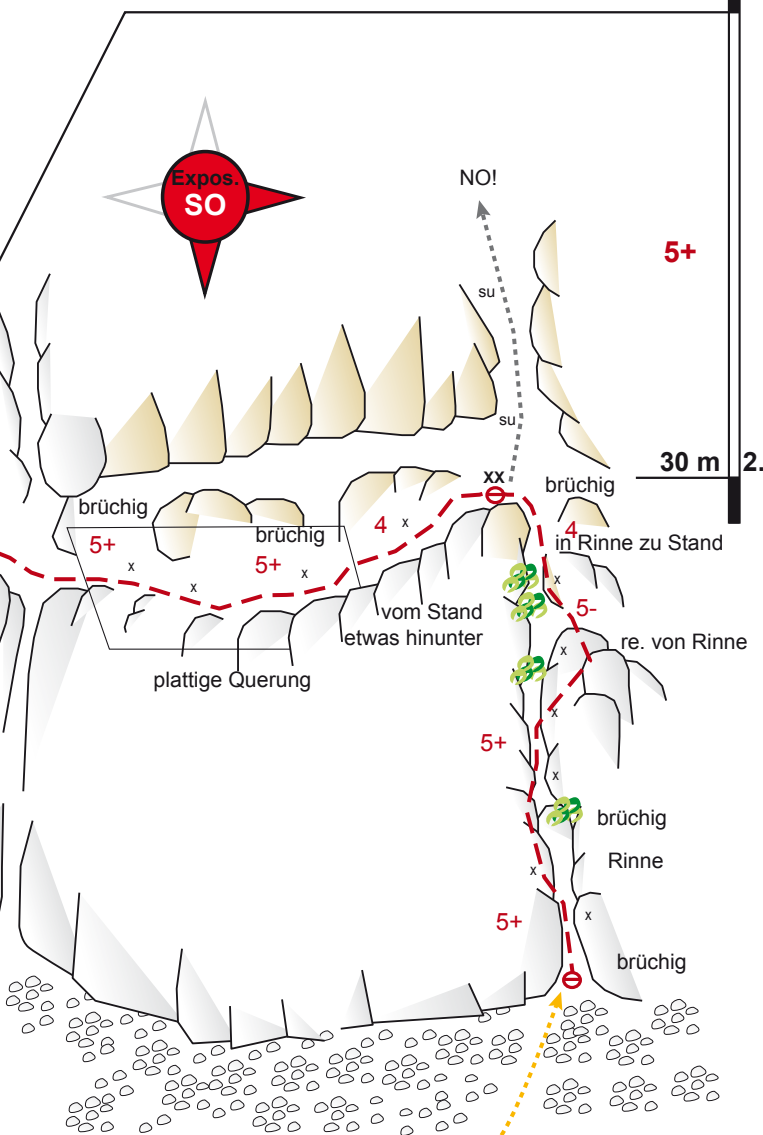 Expos.
SO
NO!
5+
su
su
30 m
2.
xx
brüchig
brüchig
4
x
brüchig
4
in Rinne zu Stand
5+
5+
x
x
x
x
vom Stand
etwas hinunter
5-
re. von Rinne
x
plattige Querung
x
5+
x
brüchig
Rinne
x
5+
x
brüchig